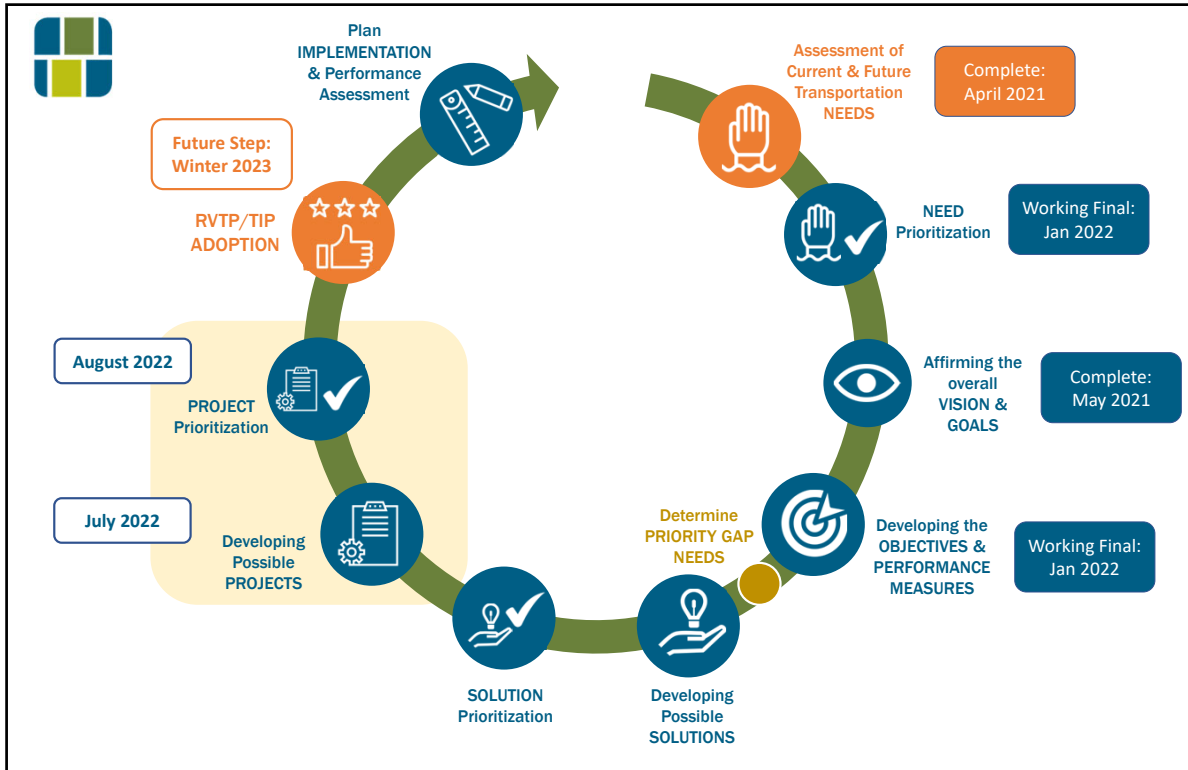 Assessment of
Current & Future
Transportation
NEEDS
Complete:
April 2021
NEED
Prioritization
Working Final:
Jan 2022
Affirming the
overall
VISION &
GOALS
Complete:
May 2021
Developing the
OBJECTIVES &
PERFORMANCE
MEASURES
Working Final:
Jan 2022
Determine
PRIORITY GAP
NEEDS
Developing
Possible
SOLUTIONS
SOLUTION
Prioritization
Developing
Possible
PROJECTS
July 2022
PROJECT
Prioritization
August 2022
RVTP/TIP
ADOPTION
Future Step:
Winter 2023
Plan
IMPLEMENTATION
& Performance
Assessment